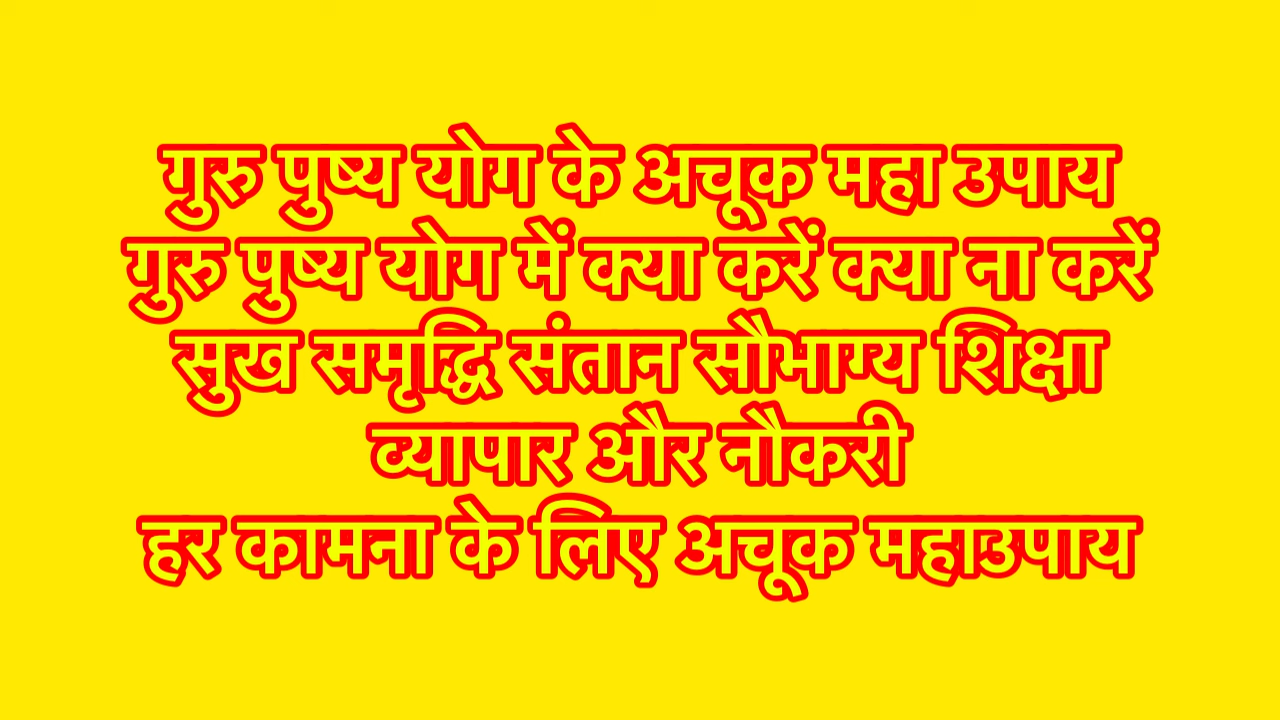 गुरु पुष्य योग के अचूक महा उपाय
गुरु पुष्य योग में क्या करें क्या ना करें
सुख समृद्धि संतान सौभाग्य शिक्षा
व्यापार और नौकरी
हर कामना के लिए अचूक महाउपाय